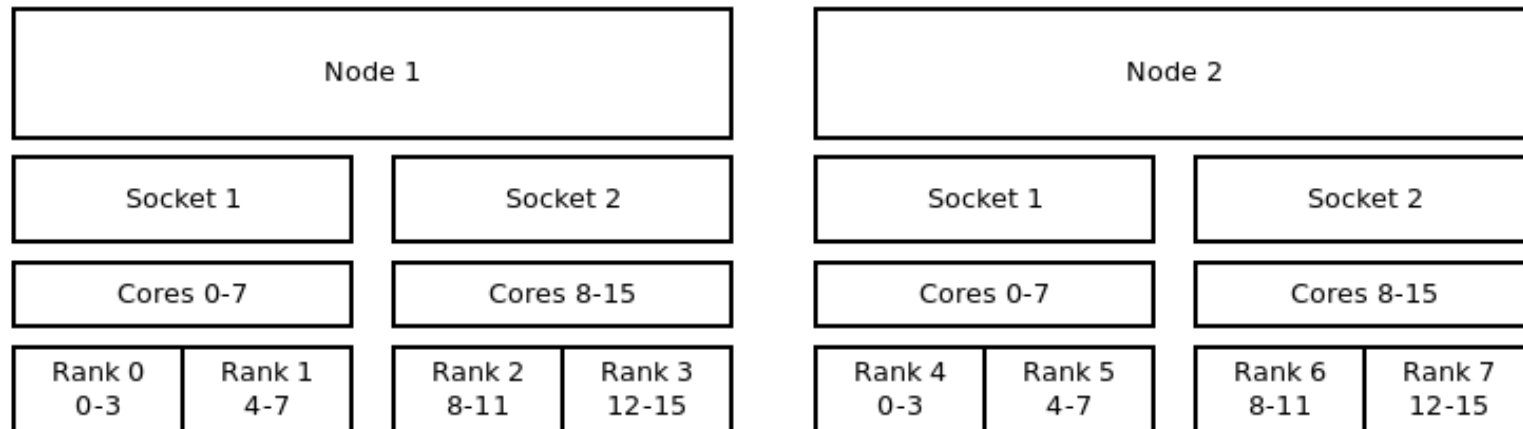 Node 1
Node 2
Socket 1
Socket 2
Socket 1
Socket 2
Cores 0-7
Cores 8-15
Cores 0-7
Cores 8-15
Rank 0
0-3
Rank 1
4-7
Rank 2
8-11
Rank 3
12-15
Rank 4
0-3
Rank 5
4-7
Rank 6
8-11
Rank 7
12-15